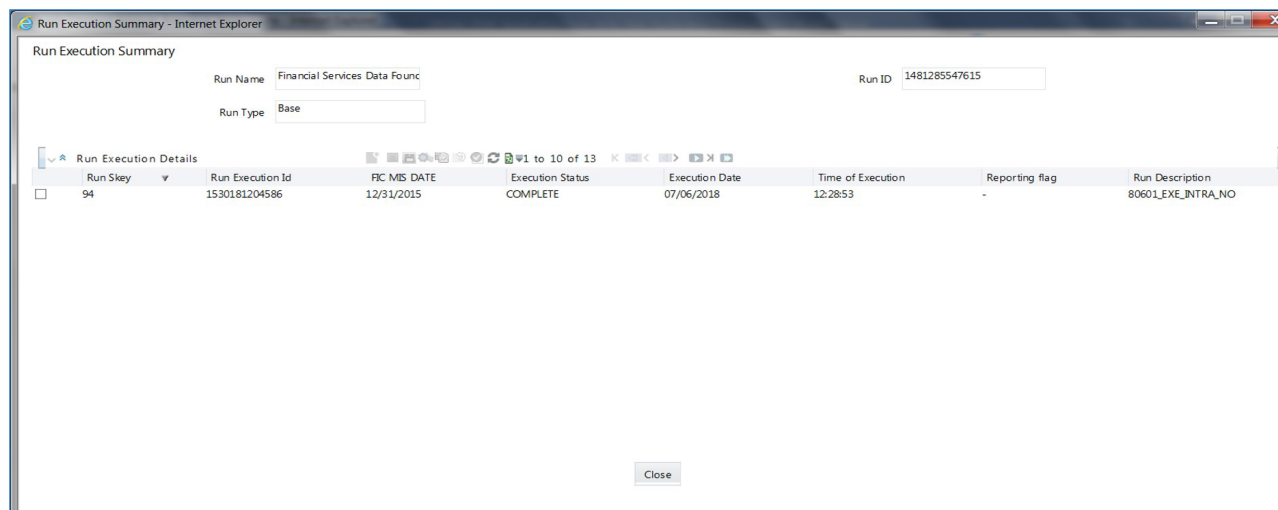 Run Execution Summary - Internet Explorer
Run Execution Summary
Run Name Financial Services Data Founc Run ID 1481285547615
Run Type Base
Run Execution Details 1 to 10 of 13
Run Skey Run Execution Id FIC MIS DATE Execution Status Execution Date Time of Execution Reporting flag Run Description
94 1530181204586 12/31/2015 COMPLETE 07/06/2018 12:28:53 - 80601_EXE_INTRA_NO
Close